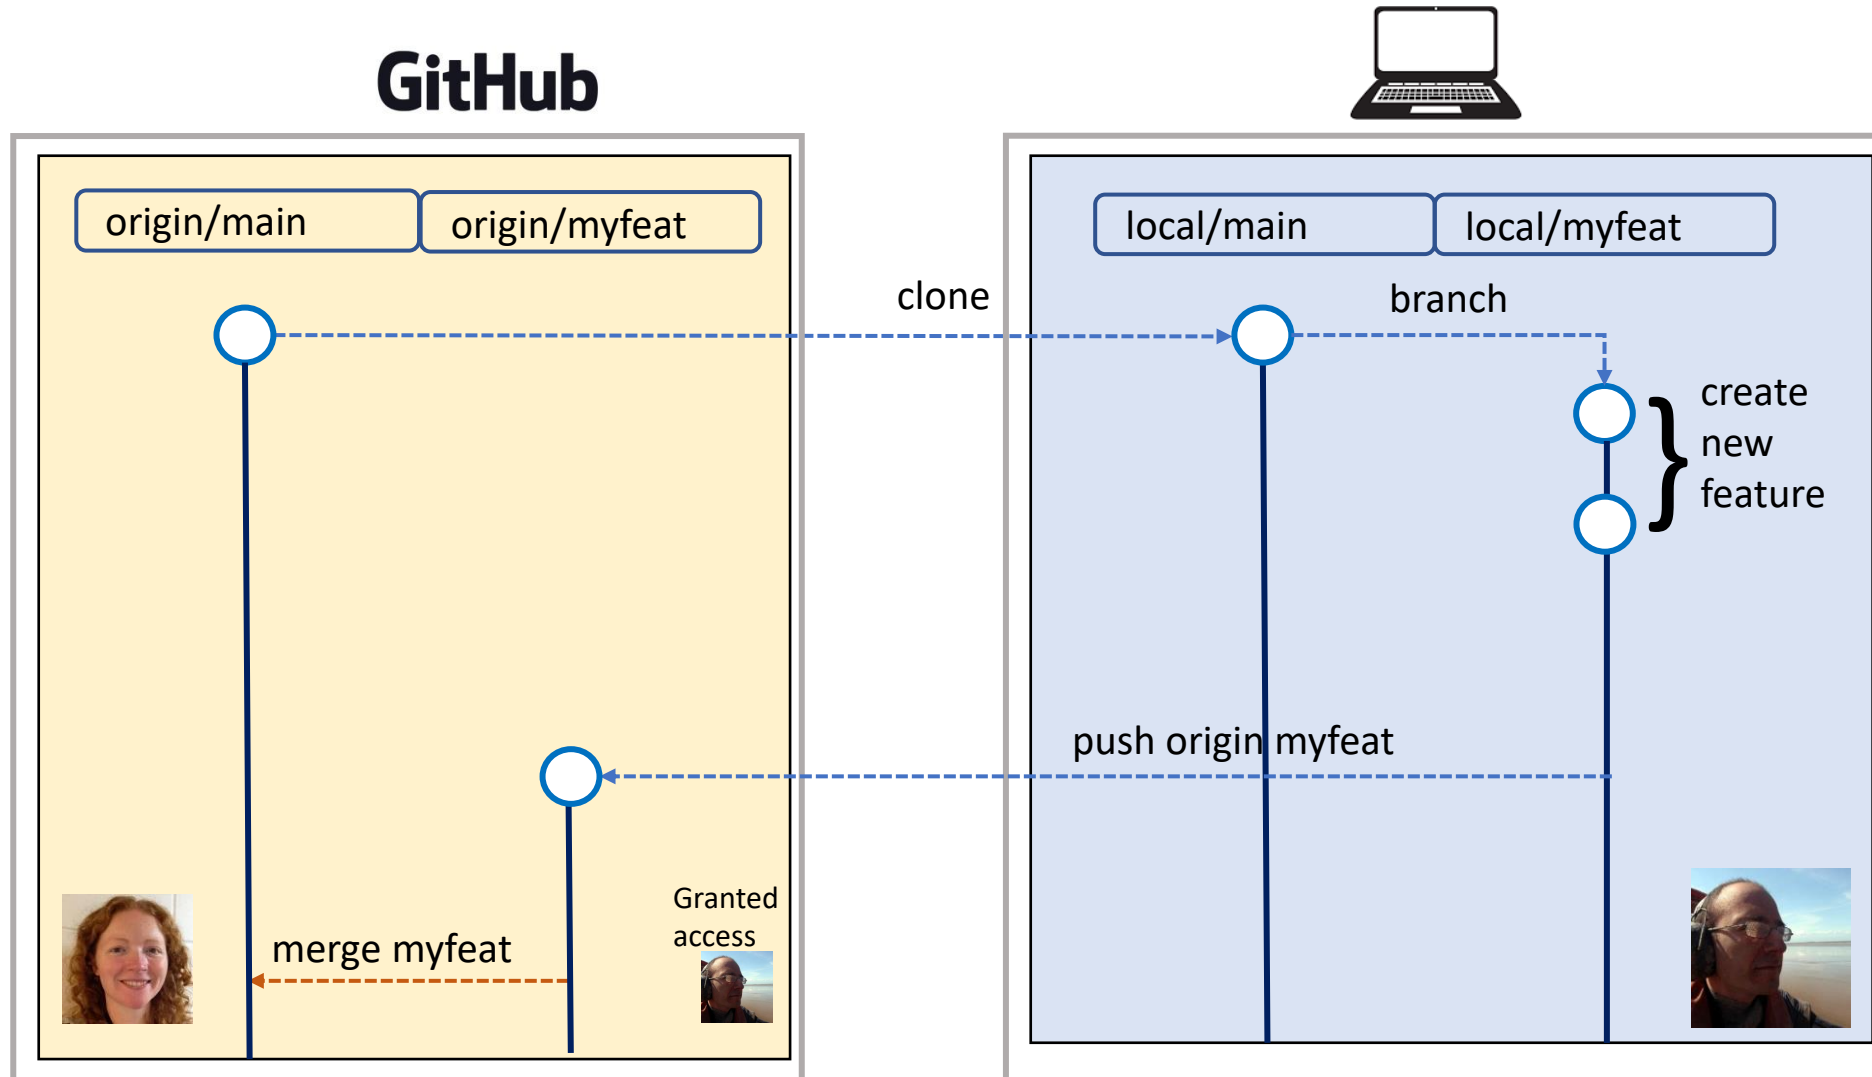 GitHub
origin/main
origin/myfeat
local/main
local/myfeat
clone
branch
create
new
feature
push origin myfeat
Granted
access
merge myfeat